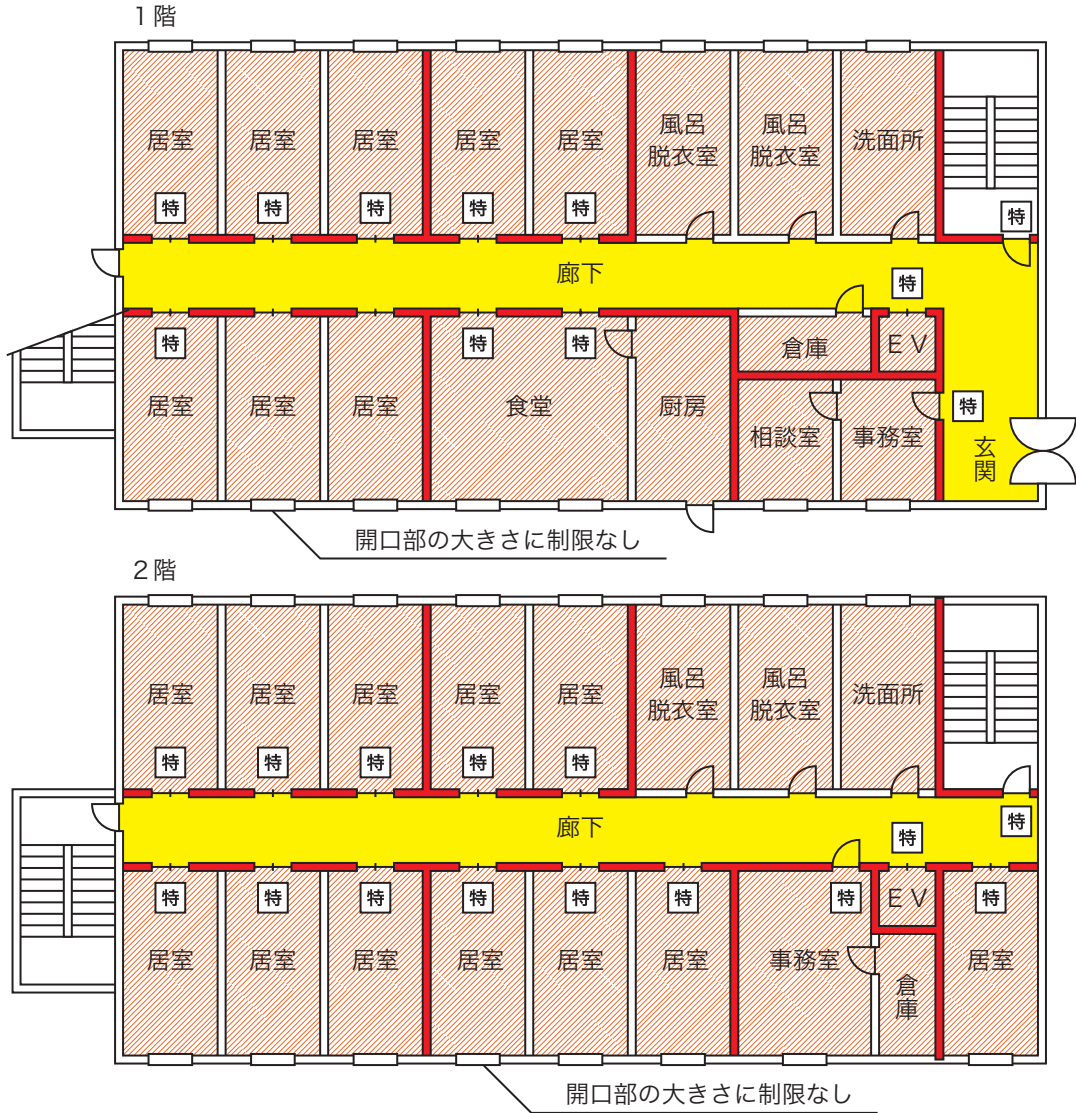 1階
居室 居室 居室 居室 居室 風呂 風呂 洗面所
脱衣室 脱衣室
特 特 特 特 特 特
廊下 特
特 特 特 倉庫 EV
居室 居室 居室 食堂 厨房 相談室 事務室 特
玄関
開口部の大きさに制限なし
2階
居室 居室 居室 居室 居室 風呂 風呂 洗面所
脱衣室 脱衣室
特 特 特 特 特
廊下 特 特
特 特 特 特 特 特 特 EV 特
居室 居室 居室 居室 居室 居室 事務室 倉庫 居室
開口部の大きさに制限なし